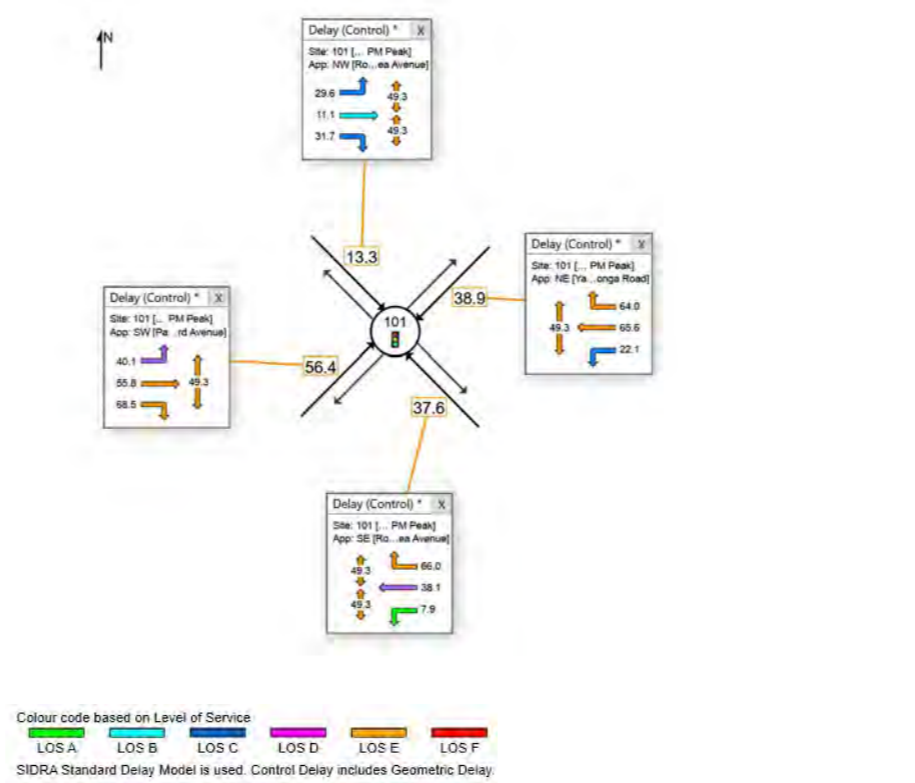 N
Delay (Control) * X
Site: 101 [... PM Peak]
App: NW [Ro...ea Avenue]
29.6
49.3
11.1
49.3
31.7
13.3
Delay (Control) * X
Site: 101 [... PM Peak]
App: NE [Ya...onga Road]
64.0
49.3
65.6
22.1
38.9
Delay (Control) * X
Site: 101 [... PM Peak]
App: SW [Pa...rd Avenue]
40.1
55.8
49.3
68.5
56.4
101
37.6
Delay (Control) * X
Site: 101 [... PM Peak]
App: SE [Ro...ea Avenue]
66.0
49.3
38.1
49.3
7.9
Colour code based on Level of Service
LOS A LOS B LOS C LOS D LOS E LOS F
SIDRA Standard Delay Model is used. Control Delay includes Geometric Delay.